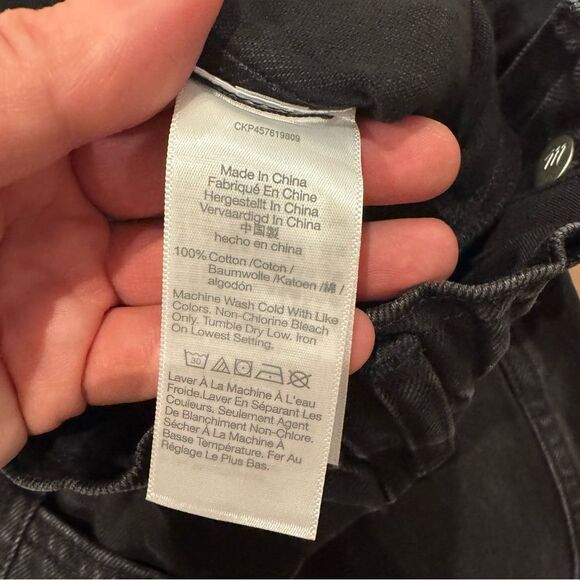 CKP457619809
Made In China
Fabriqué En Chine
Hergestellt In China
Vervaardigd In China
中国製
hecho en china
100% Cotton /Coton/
Baumwolle /Katoen /綿 /
algodón
Machine Wash Cold With Like
Colors. Non-Chlorine Bleach
Only. Tumble Dry Low. Iron
On Lowest Setting.
30
Laver À La Machine À L'eau
Froide.Laver En Séparant Les
Couleurs. Seulement Agent
De Blanchiment Non-Chlore.
Sécher À La Machine À
Basse Température. Fer Au
Réglage Le Plus Bas.